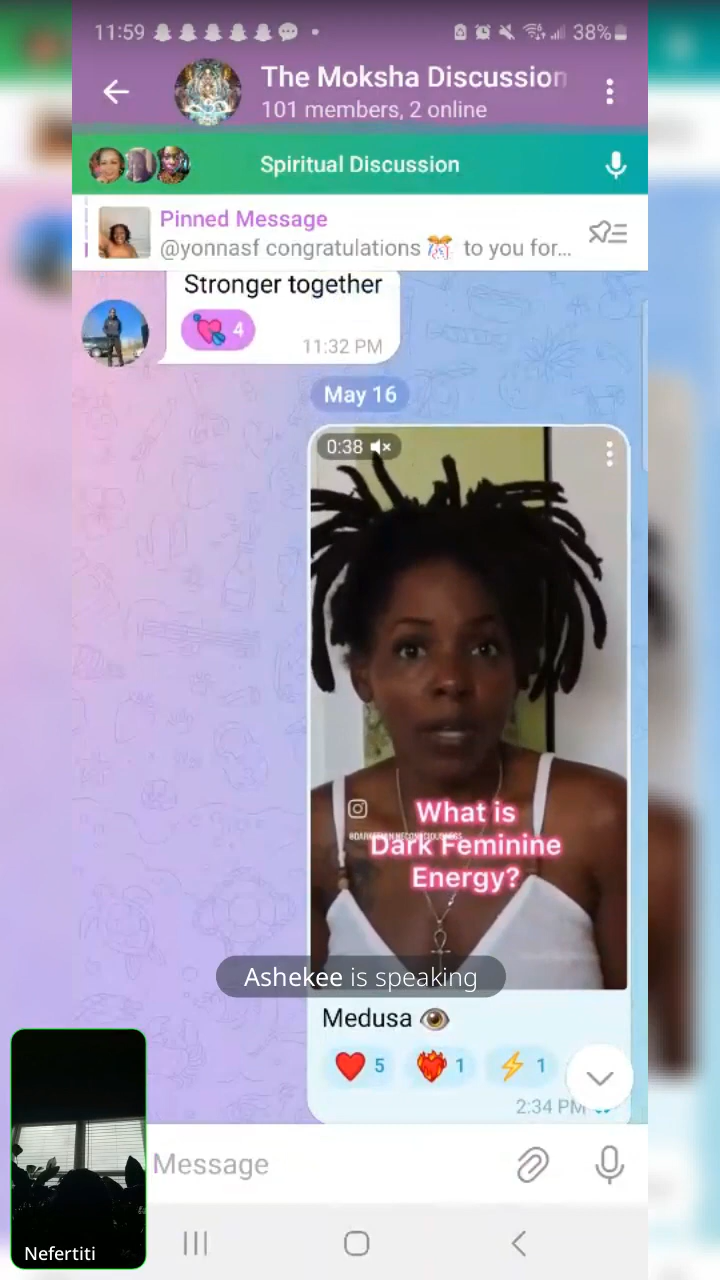 11:59
38%
The Moksha Discussion
101 members, 2 online
Spiritual Discussion
Pinned Message
@yonnasf congratulations 🎊 to you for...
Stronger together
4
11:32 PM
May 16
0:38
What is
Dark Feminine
Energy?
Ashekee is speaking
Medusa 👁️
5
1
1
2:34 PM
Message
Nefertiti